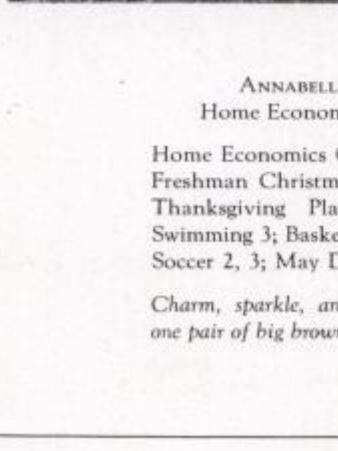 ANNABELL
Home Econom
Home Economics
Freshman Christm
Thanksgiving Pla
Swimming 3; Baske
Soccer 2, 3; May D
Charm, sparkle, an
one pair of big brow